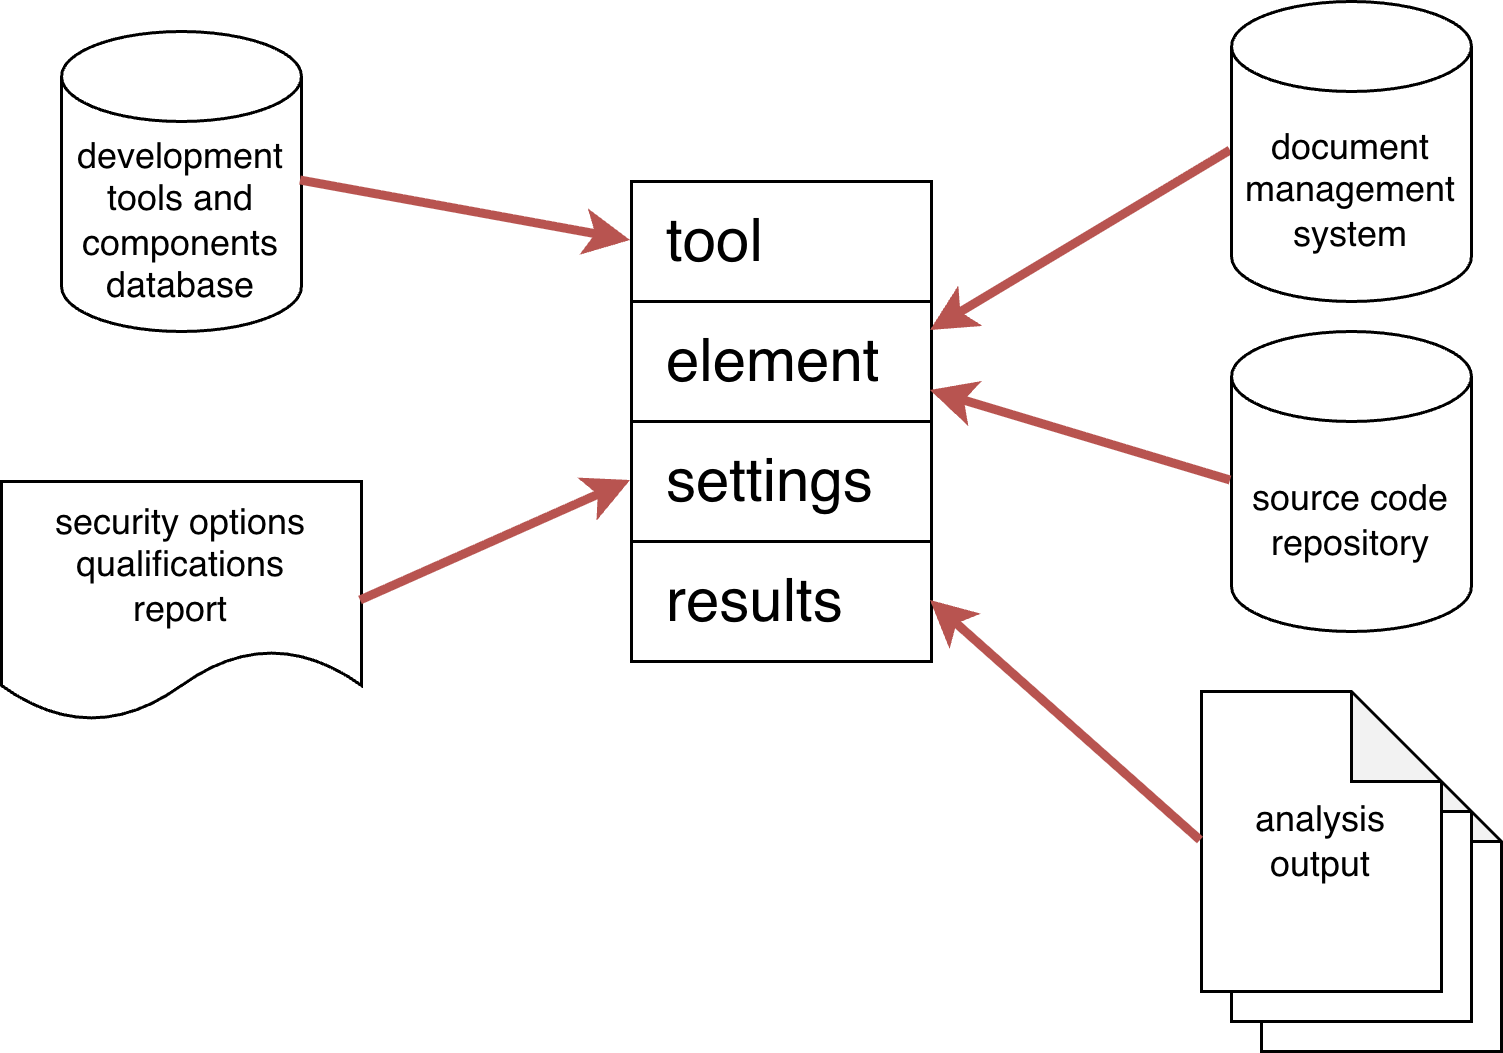 development
tools and
components
database
tool
element
settings
results
document
management
system
source code
repository
security options
qualifications
report
analysis
output